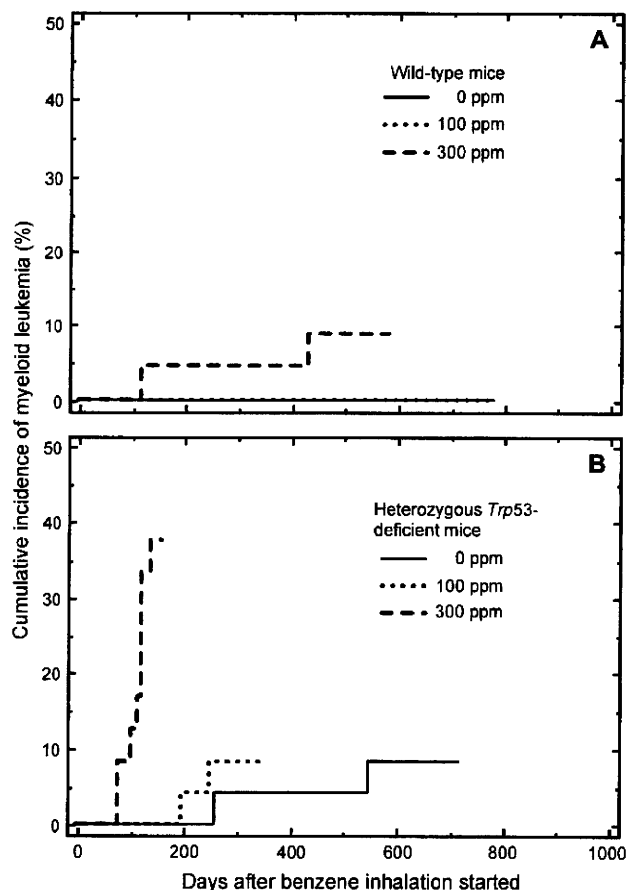 Cumulative incidence of myeloid leukemia (%)
50
40
30
20
10
0
A
Wild-type mice
0 ppm
100 ppm
300 ppm
50
40
30
20
10
0
B
Heterozygous Trp53-
deficient mice
0 ppm
100 ppm
300 ppm
0 200 400 600 800 1000
Days after benzene inhalation started